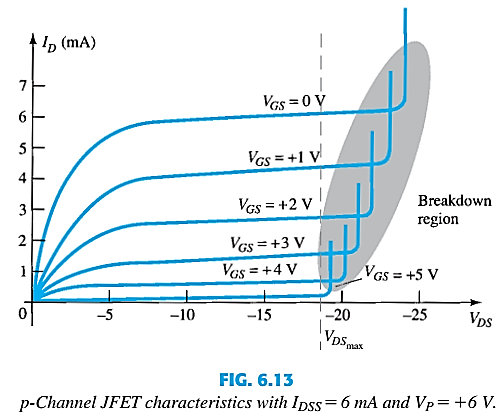 I_D (mA)
7
6
5
4
3
2
1
0
V_GS = 0 V
V_GS = +1 V
V_GS = +2 V
V_GS = +3 V
V_GS = +4 V
V_GS = +5 V
Breakdown
region
–5
–10
–15
–20
–25
V_DS
V_DS_max
FIG. 6.13
p-Channel JFET characteristics with I_DSS = 6 mA and V_P = +6 V.